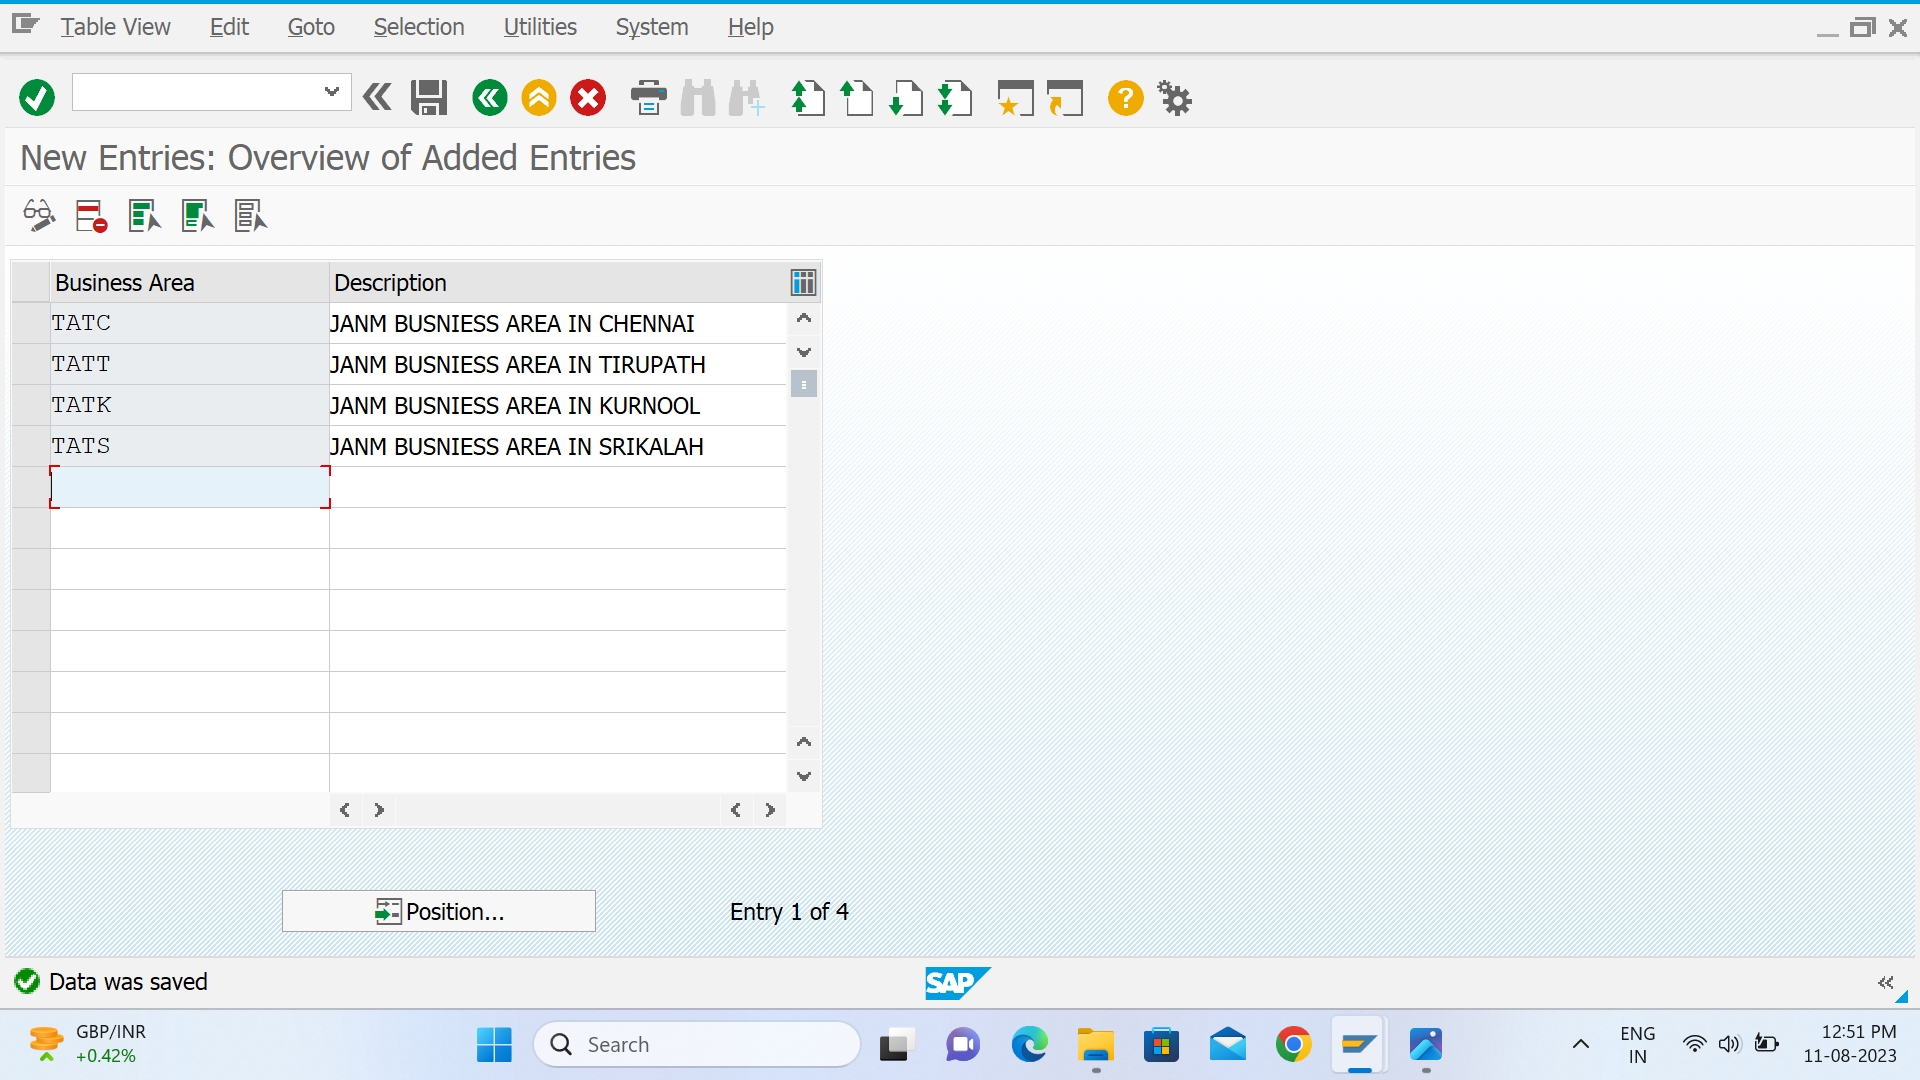 Table View Edit Goto Selection Utilities System Help
New Entries: Overview of Added Entries
Business Area Description
TATC JANM BUSNIESS AREA IN CHENNAI
TATT JANM BUSNIESS AREA IN TIRUPATH
TATK JANM BUSNIESS AREA IN KURNOOL
TATS JANM BUSNIESS AREA IN SRIKALAH
Position... Entry 1 of 4
Data was saved SAP
GBP/INR
+0.42%
Search
ENG
IN
12:51 PM
11-08-2023